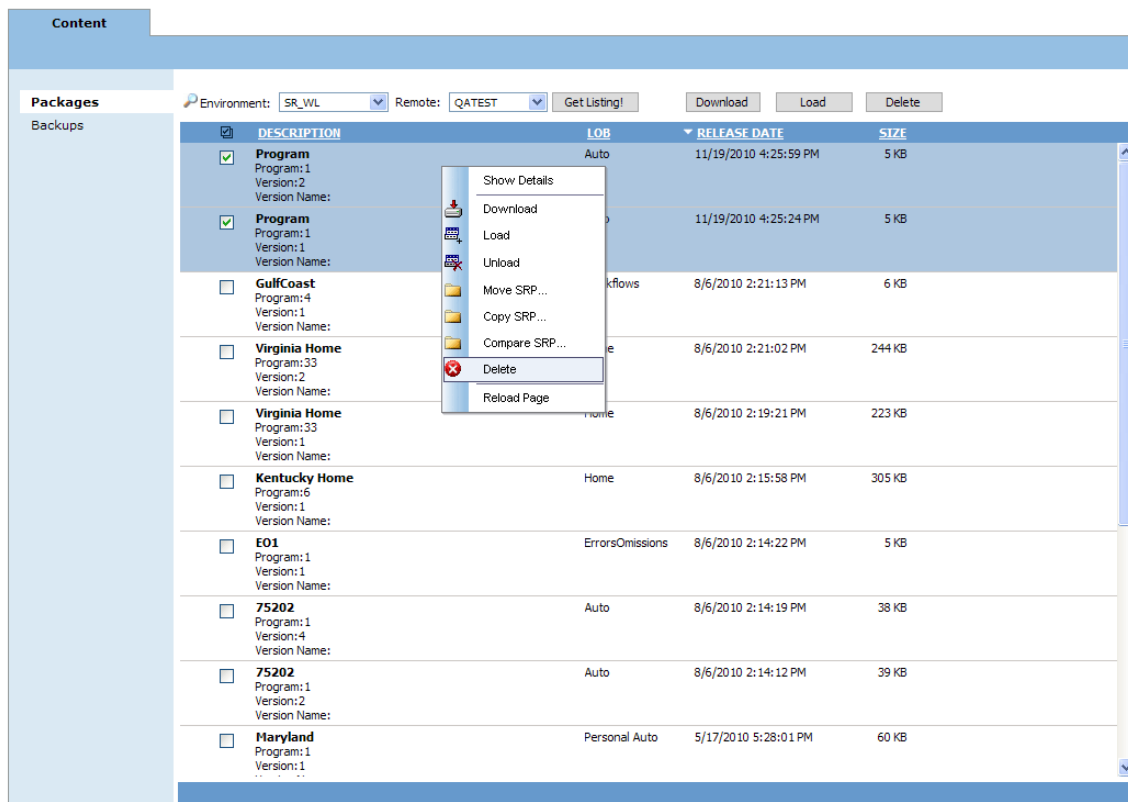 Content
Packages
Backups
Environment: SR_WL Remote: QATEST Get Listing! Download Load Delete
DESCRIPTION LOB RELEASE DATE SIZE
Program Auto 11/19/2010 4:25:59 PM 5 KB
Program:1
Version:2
Version Name:
Program 11/19/2010 4:25:24 PM 5 KB
Program:1
Version:1
Version Name:
GulfCoast 8/6/2010 2:21:13 PM 6 KB
Program:4
Version:1
Version Name:
Virginia Home 8/6/2010 2:21:02 PM 244 KB
Program:33
Version:2
Version Name:
Virginia Home Home 8/6/2010 2:19:21 PM 223 KB
Program:33
Version:1
Version Name:
Kentucky Home Home 8/6/2010 2:15:58 PM 305 KB
Program:6
Version:1
Version Name:
EO1 ErrorsOmissions 8/6/2010 2:14:22 PM 5 KB
Program:1
Version:1
Version Name:
75202 Auto 8/6/2010 2:14:19 PM 38 KB
Program:1
Version:4
Version Name:
75202 Auto 8/6/2010 2:14:12 PM 39 KB
Program:1
Version:2
Version Name:
Maryland Personal Auto 5/17/2010 5:28:01 PM 60 KB
Program:1
Version:1
Show Details
Download
Load
Unload
Move SRP...
Copy SRP...
Compare SRP...
Delete
Reload Page